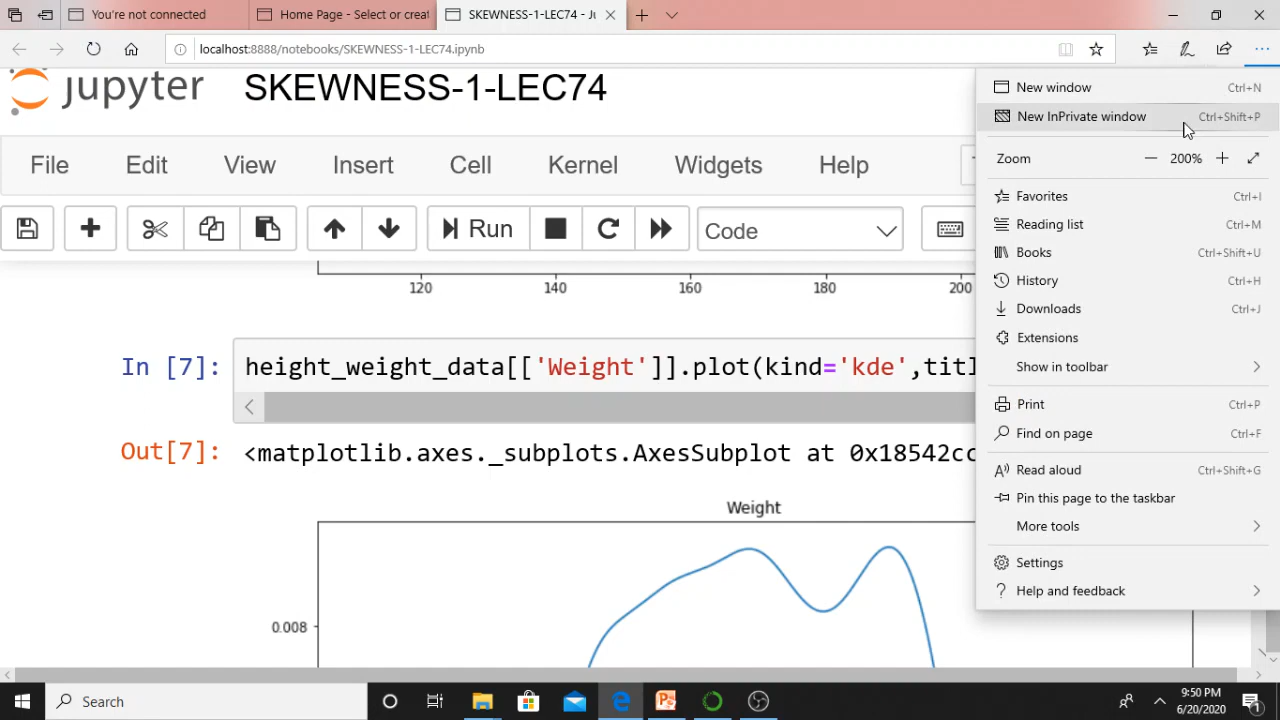 You're not connected
Home Page - Select or creat
SKEWNESS-1-LEC74 - Ju
localhost:8888/notebooks/SKEWNESS-1-LEC74.ipynb
jupyter
SKEWNESS-1-LEC74
File
Edit
View
Insert
Cell
Kernel
Widgets
Help
Run
Code
120
140
160
180
200
In [7]:
height_weight_data[['Weight']].plot(kind='kde',titl
Out[7]:
<matplotlib.axes._subplots.AxesSubplot at 0x18542cc
Weight
0.008
New window Ctrl+N
New InPrivate window Ctrl+Shift+P
Zoom 200%
Favorites Ctrl+I
Reading list Ctrl+M
Books Ctrl+Shift+U
History Ctrl+H
Downloads Ctrl+J
Extensions
Show in toolbar
Print Ctrl+P
Find on page Ctrl+F
Read aloud Ctrl+Shift+G
Pin this page to the taskbar
More tools
Settings
Help and feedback
Search
9:50 PM
6/20/2020
1